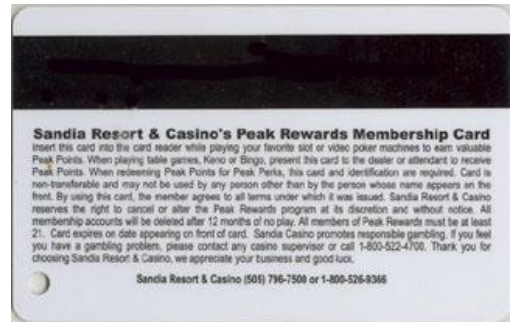 Sandia Resort & Casino's Peak Rewards Membership Card
Insert this card into the card reader while playing your favorite slot or video poker machines to earn valuable
Peak Points. When playing table games, Keno or Bingo, present this card to the dealer or attendant to receive
Peak Points. When redeeming Peak Points for Peak Perks, this card and identification are required. Card is
non-transferable and may not be used by any person other than by the person whose name appears on the
front. By using this card, the member agrees to all terms under which it was issued. Sandia Resort & Casino
reserves the right to cancel or alter the Peak Rewards program at its discretion and without notice. All
membership accounts will be deleted after 12 months of no play. All members of Peak Rewards must be at least
21. Card expires on date appearing on front of card. Sandia Casino promotes responsible gambling. If you feel
you have a gambling problem, please contact any casino supervisor or call 1-800-522-4700. Thank you for
choosing Sandia Resort & Casino, we appreciate your business and good luck.
Sandia Resort & Casino (505) 796-7500 or 1-800-526-9366